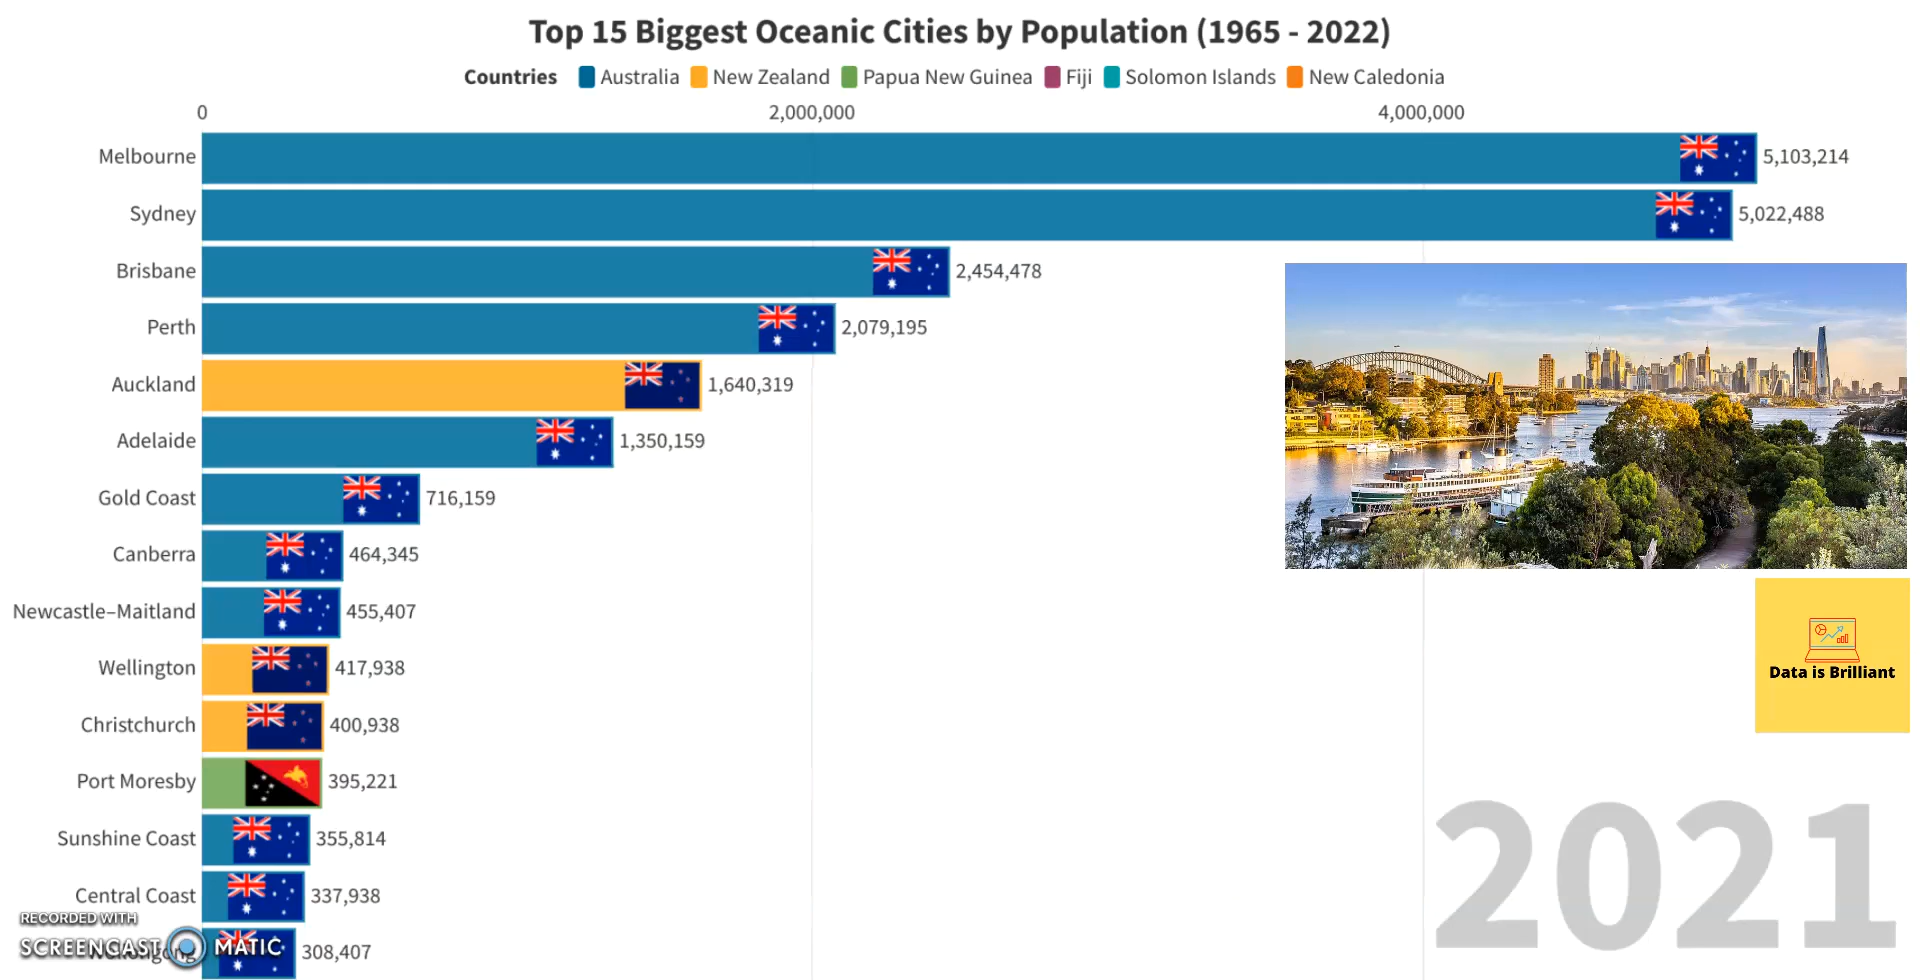 Top 15 Biggest Oceanic Cities by Population (1965 - 2022)
Countries Australia New Zealand Papua New Guinea Fiji Solomon Islands New Caledonia
0 2,000,000 4,000,000
Melbourne 5,103,214
Sydney 5,022,488
Brisbane 2,454,478
Perth 2,079,195
Auckland 1,640,319
Adelaide 1,350,159
Gold Coast 716,159
Canberra 464,345
Newcastle–Maitland 455,407
Wellington 417,938
Christchurch 400,938
Port Moresby 395,221
Sunshine Coast 355,814
Central Coast 337,938
Wollongong 308,407
Data is Brilliant
2021
RECORDED WITH
SCREENCAST MATIC